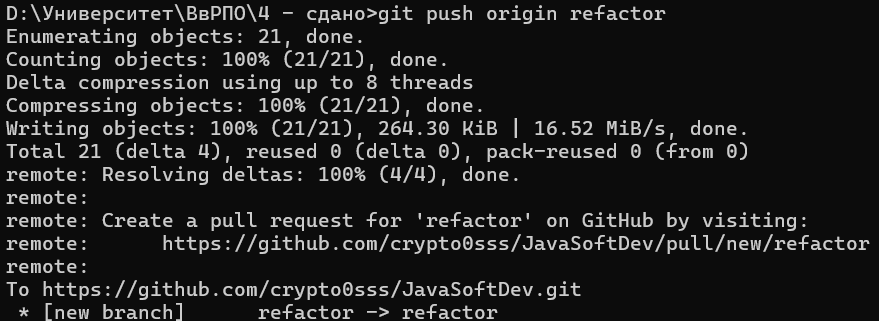 D:\Университет\ВвРПО\4 - сдано>git push origin refactor
Enumerating objects: 21, done.
Counting objects: 100% (21/21), done.
Delta compression using up to 8 threads
Compressing objects: 100% (21/21), done.
Writing objects: 100% (21/21), 264.30 KiB | 16.52 MiB/s, done.
Total 21 (delta 4), reused 0 (delta 0), pack-reused 0 (from 0)
remote: Resolving deltas: 100% (4/4), done.
remote:
remote: Create a pull request for 'refactor' on GitHub by visiting:
remote:      https://github.com/crypto0sss/JavaSoftDev/pull/new/refactor
remote:
To https://github.com/crypto0sss/JavaSoftDev.git
 * [new branch]      refactor -> refactor